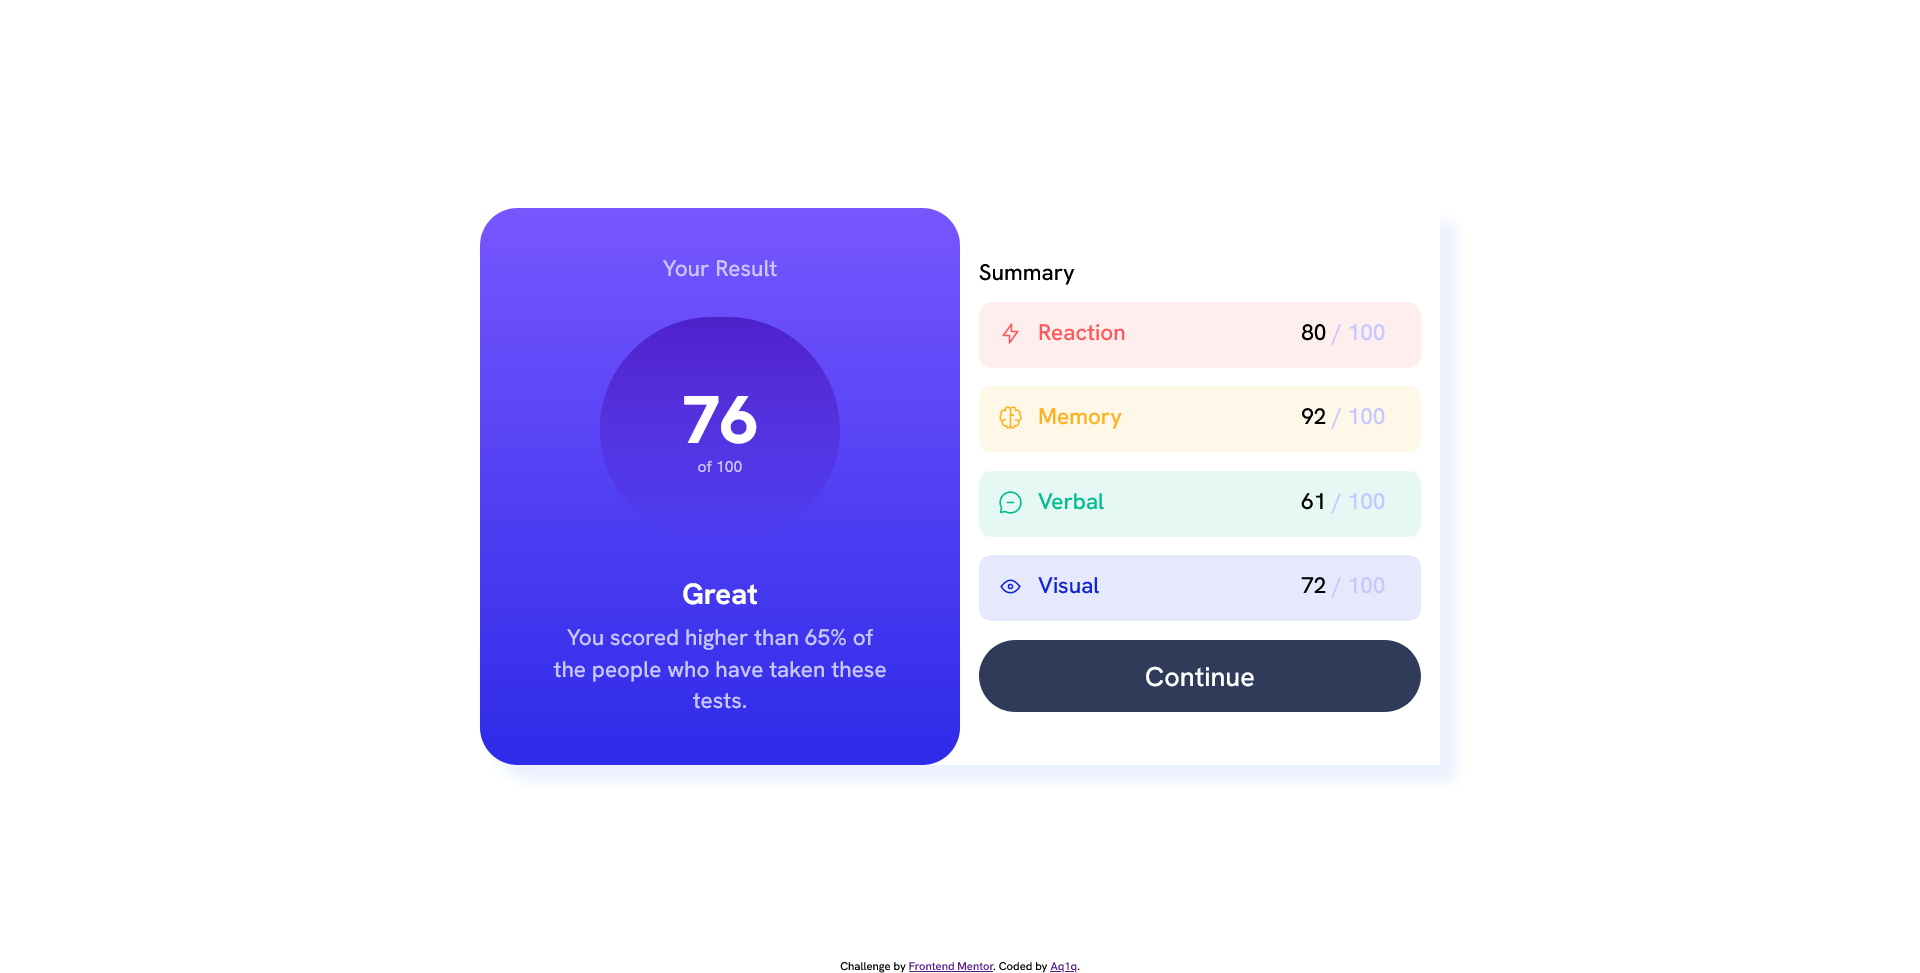 Your Result
76
of 100
Great
You scored higher than 65% of
the people who have taken these
tests.
Summary
Reaction 80 / 100
Memory 92 / 100
Verbal 61 / 100
Visual 72 / 100
Continue
Challenge by Frontend Mentor. Coded by Aq1q.